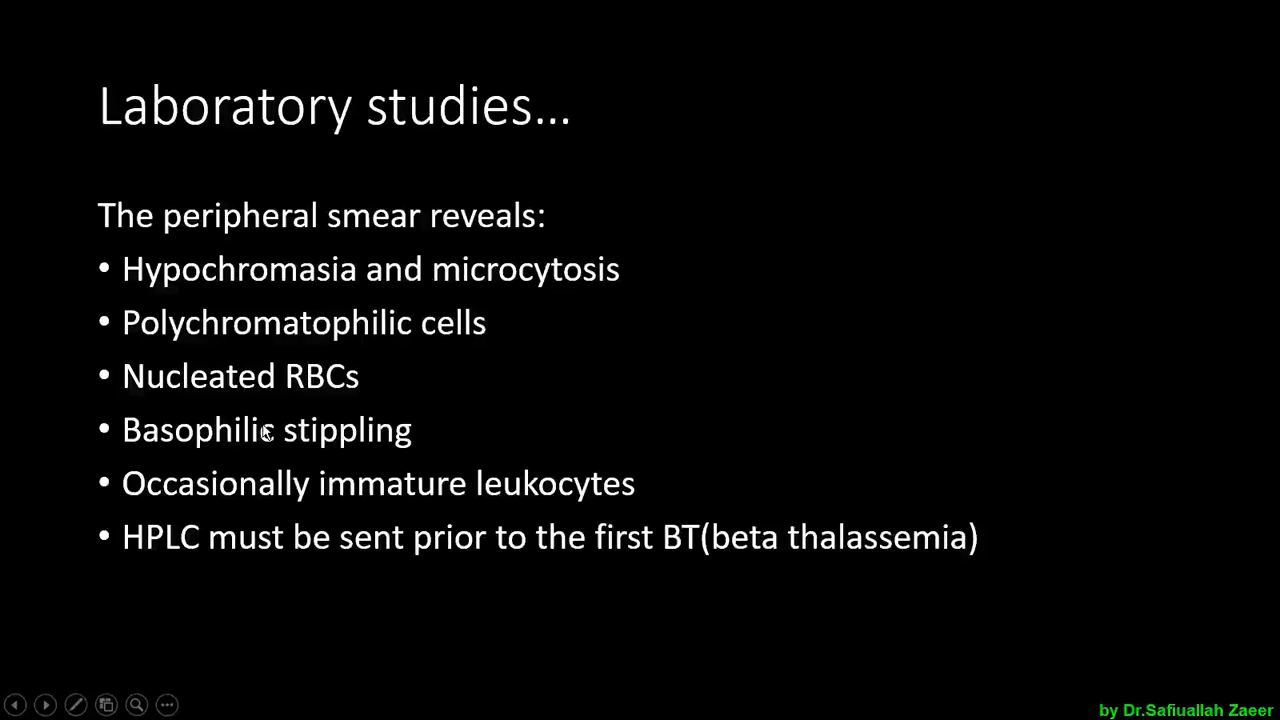 Laboratory studies...
The peripheral smear reveals:
• Hypochromasia and microcytosis
• Polychromatophilic cells
• Nucleated RBCs
• Basophilic stippling
• Occasionally immature leukocytes
• HPLC must be sent prior to the first BT(beta thalassemia)
by Dr.Safiuallah Zaeer